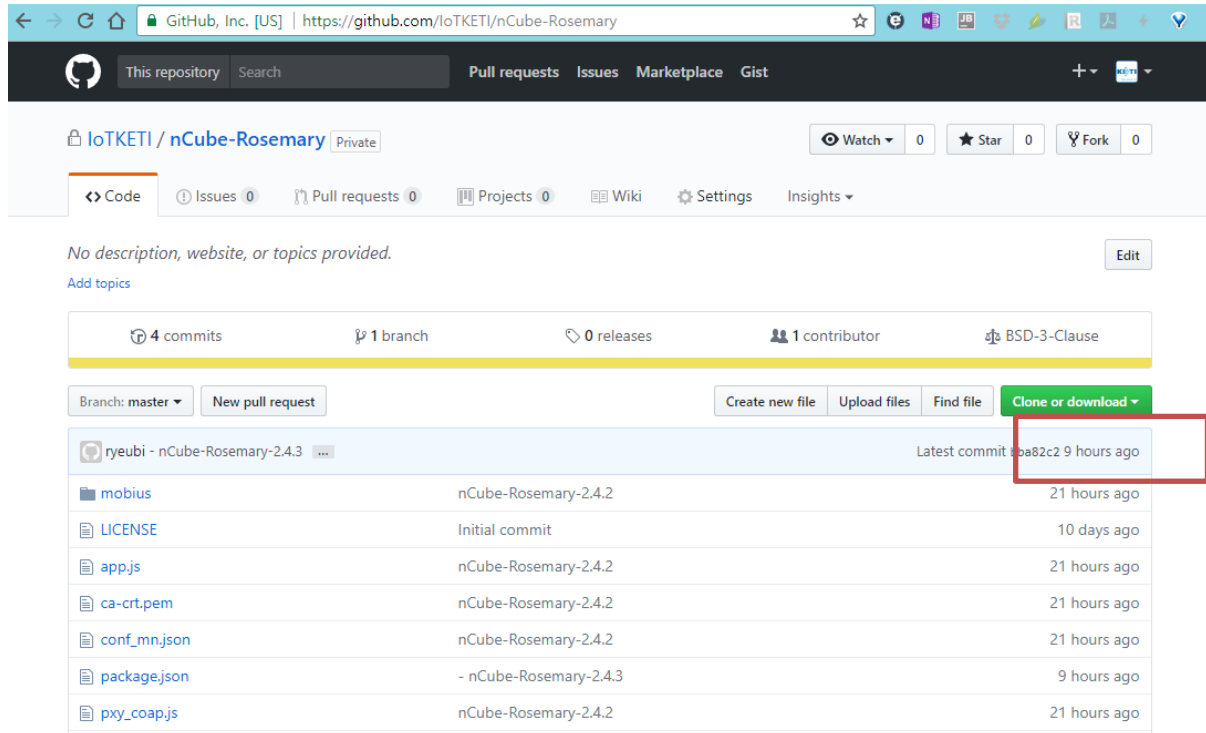 GitHub, Inc. [US] https://github.com/IoTKETI/nCube-Rosemary
This repository Search Pull requests Issues Marketplace Gist
IoTKETI / nCube-Rosemary Private Watch 0 Star 0 Fork 0
Code Issues 0 Pull requests 0 Projects 0 Wiki Settings Insights
No description, website, or topics provided. Edit
Add topics
4 commits 1 branch 0 releases 1 contributor BSD-3-Clause
Branch: master New pull request Create new file Upload files Find file Clone or download
ryeubi - nCube-Rosemary-2.4.3 ... Latest commit 9 hours ago
mobius nCube-Rosemary-2.4.2 21 hours ago
LICENSE Initial commit 10 days ago
app.js nCube-Rosemary-2.4.2 21 hours ago
ca-crt.pem nCube-Rosemary-2.4.2 21 hours ago
conf_mn.json nCube-Rosemary-2.4.2 21 hours ago
package.json - nCube-Rosemary-2.4.3 9 hours ago
pxy_coap.js nCube-Rosemary-2.4.2 21 hours ago